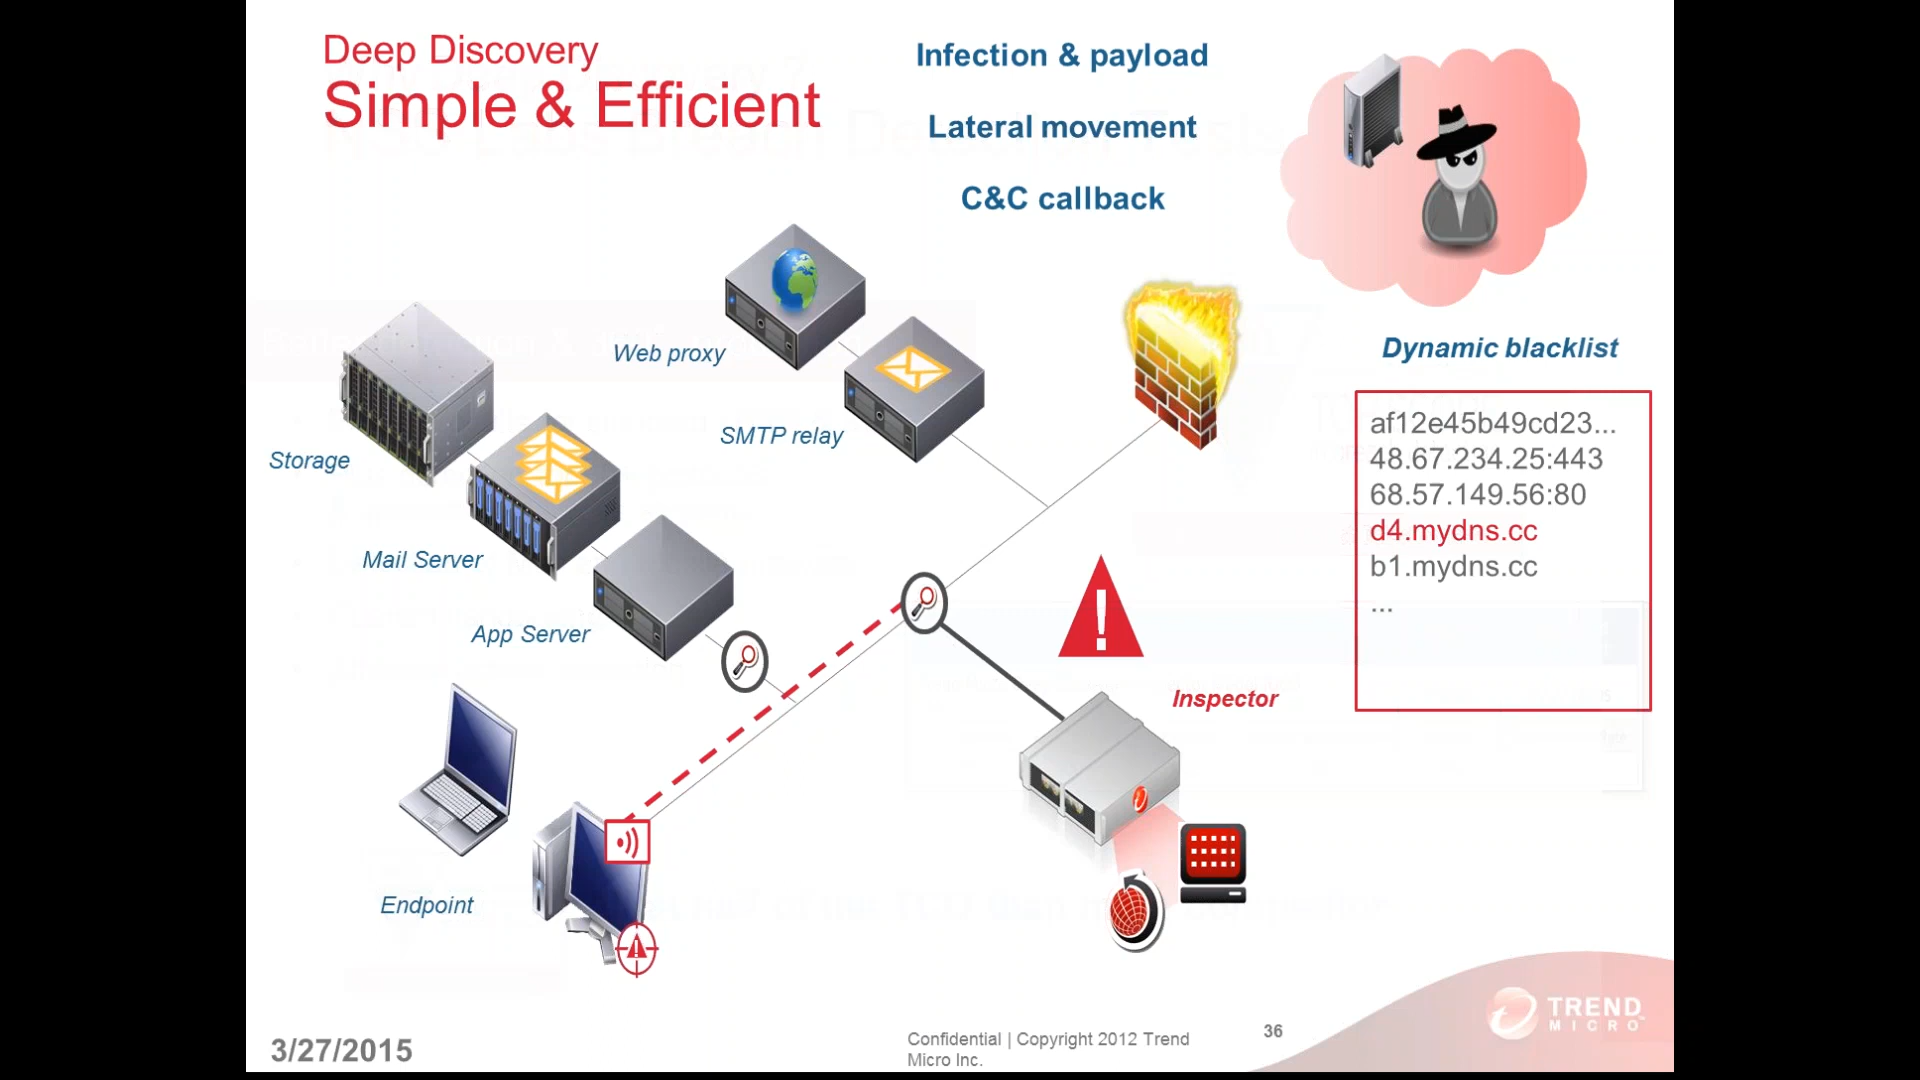 Deep Discovery
Simple & Efficient
Infection & payload
Lateral movement
C&C callback
Web proxy
SMTP relay
Storage
Mail Server
App Server
Endpoint
Inspector
Dynamic blacklist
af12e45b49cd23...
48.67.234.25:443
68.57.149.56:80
d4.mydns.cc
b1.mydns.cc
...
3/27/2015
Confidential | Copyright 2012 Trend
Micro Inc.
36
TREND
MICRO